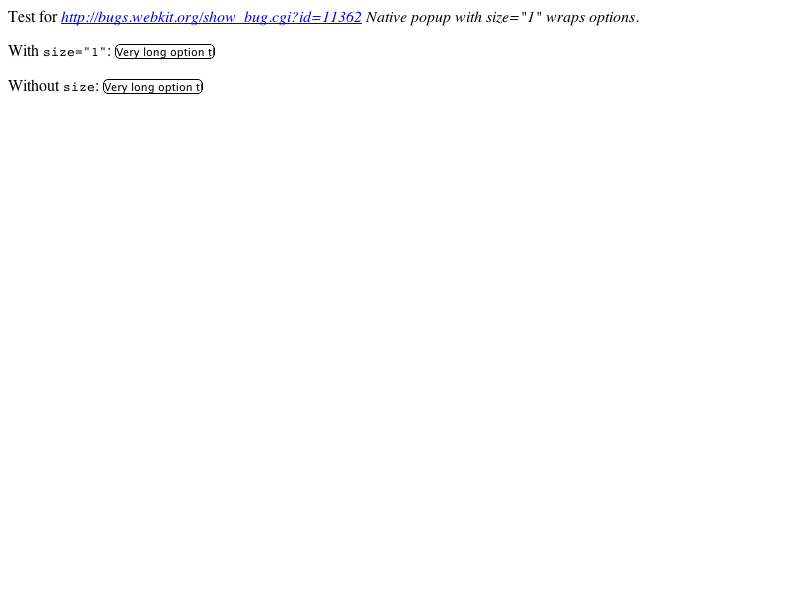 Test for http://bugs.webkit.org/show_bug.cgi?id=11362 Native popup with size="1" wraps options.
With size="1": Very long option t
Without size: Very long option t